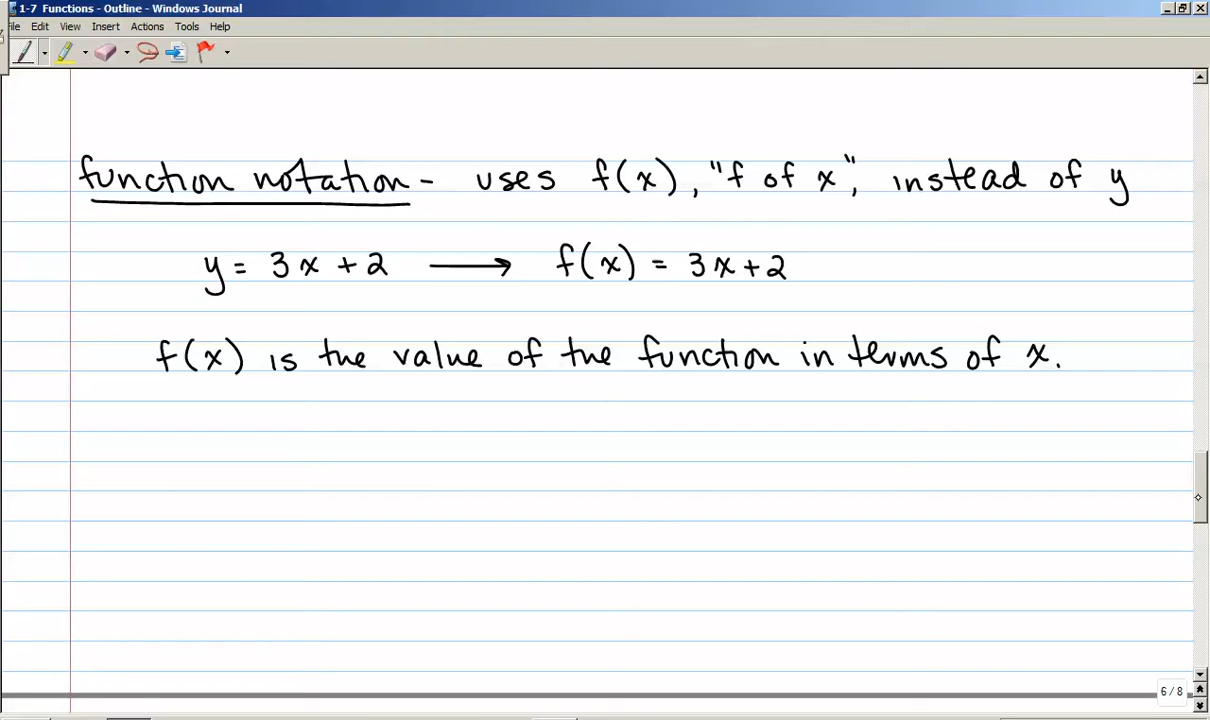 1-7 Functions - Outline - Windows Journal
File Edit View Insert Actions Tools Help
function notation - uses f(x), "f of x", instead of y
y = 3x + 2 → f(x) = 3x + 2
f(x) is the value of the function in terms of x.
6 / 8